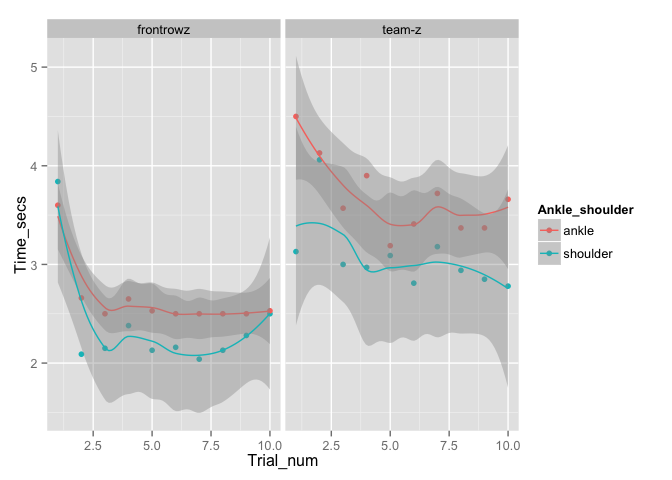 frontrowz
team-z
5
4
3
2
Time_secs
2.5
5.0
7.5
10.0
2.5
5.0
7.5
10.0
Trial_num
Ankle_shoulder
ankle
shoulder